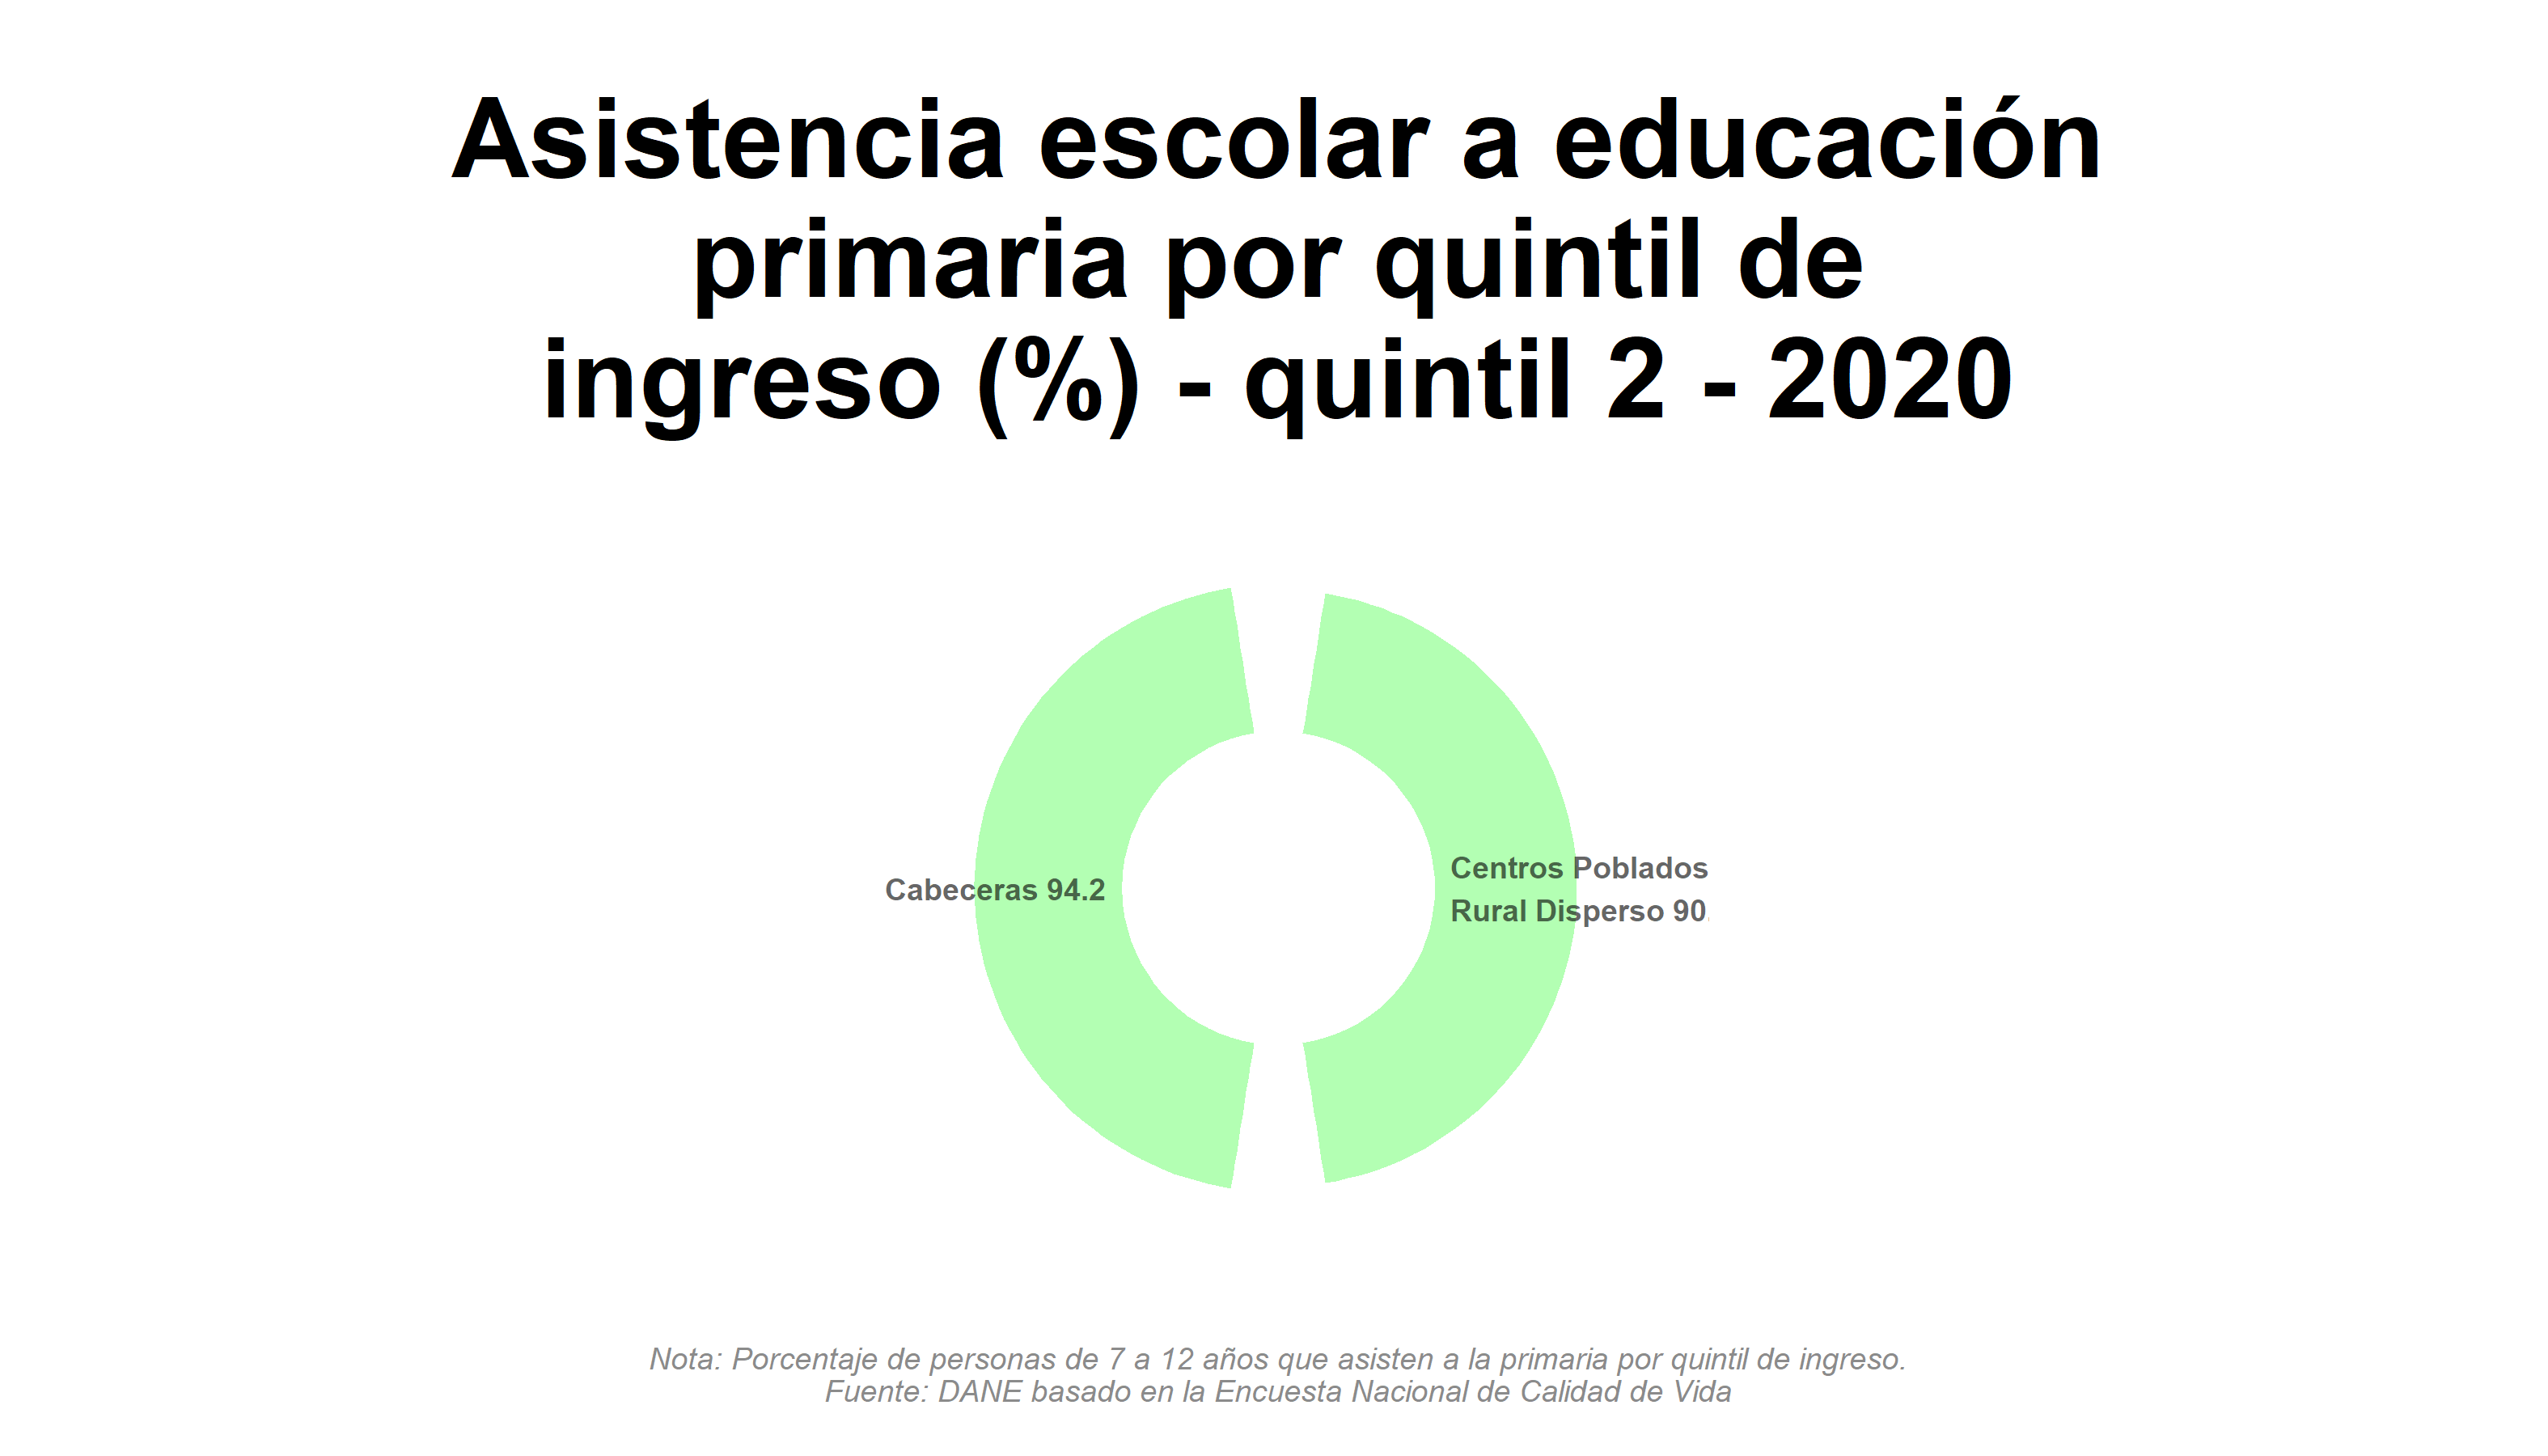 Asistencia escolar a educación
primaria por quintil de
ingreso (%) - quintil 2 - 2020
Cabeceras 94.2
Centros Poblados
Rural Disperso 90.
Nota: Porcentaje de personas de 7 a 12 años que asisten a la primaria por quintil de ingreso.
Fuente: DANE basado en la Encuesta Nacional de Calidad de Vida